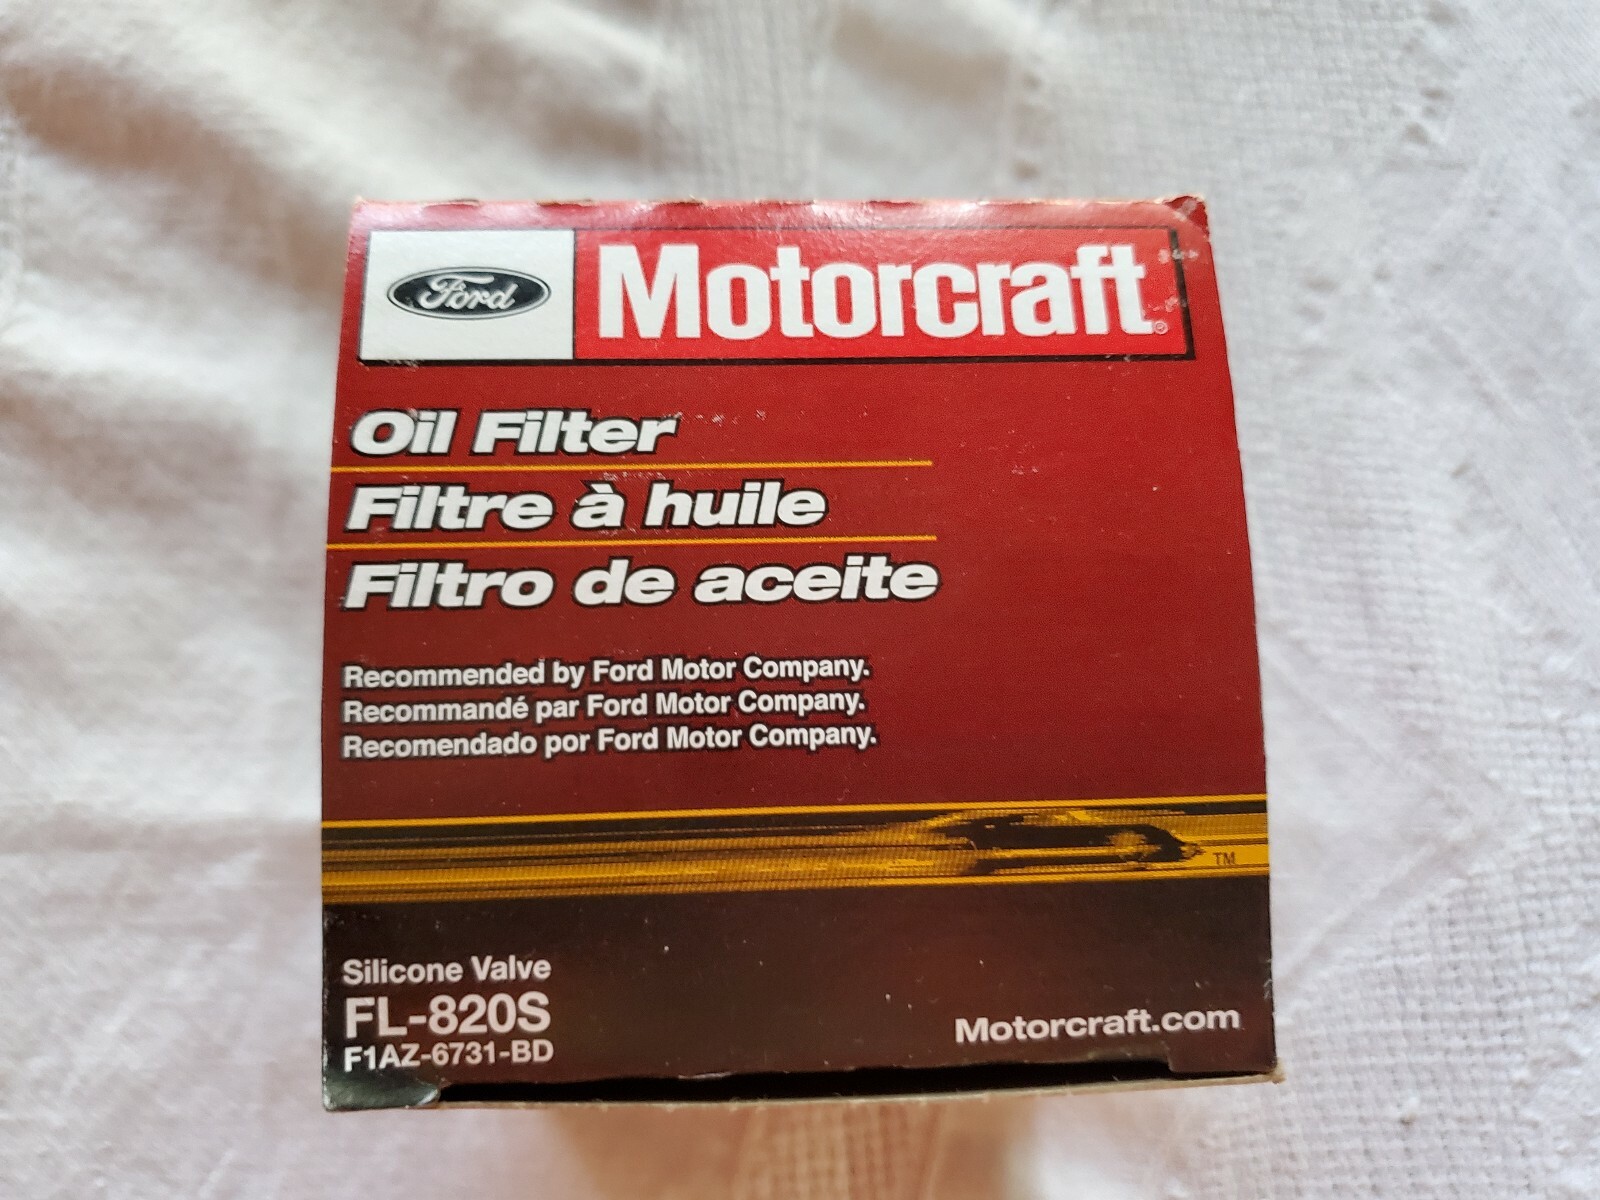 Ford Motorcraft®
Oil Filter
Filtre à huile
Filtro de aceite
Recommended by Ford Motor Company.
Recommandé par Ford Motor Company.
Recomendado por Ford Motor Company.
TM
Silicone Valve
FL-820S
F1AZ-6731-BD
Motorcraft.com